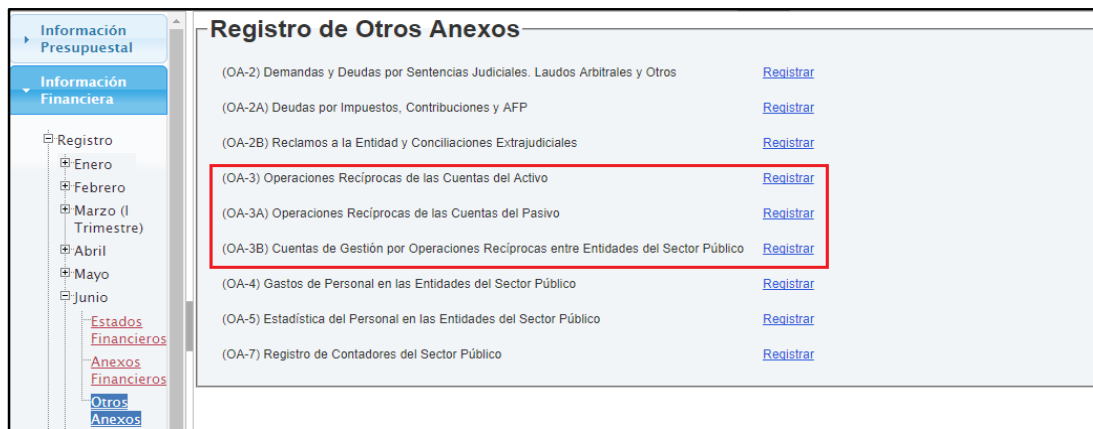 Información
Presupuestal
Información
Financiera
Registro
Enero
Febrero
Marzo (I
Trimestre)
Abril
Mayo
Junio
Estados
Financieros
Anexos
Financieros
Otros
Anexos
Registro de Otros Anexos
(OA-2) Demandas y Deudas por Sentencias Judiciales. Laudos Arbitrales y Otros Registrar
(OA-2A) Deudas por Impuestos, Contribuciones y AFP Registrar
(OA-2B) Reclamos a la Entidad y Conciliaciones Extrajudiciales Registrar
(OA-3) Operaciones Recíprocas de las Cuentas del Activo Registrar
(OA-3A) Operaciones Recíprocas de las Cuentas del Pasivo Registrar
(OA-3B) Cuentas de Gestión por Operaciones Recíprocas entre Entidades del Sector Público Registrar
(OA-4) Gastos de Personal en las Entidades del Sector Público Registrar
(OA-5) Estadística del Personal en las Entidades del Sector Público Registrar
(OA-7) Registro de Contadores del Sector Público Registrar